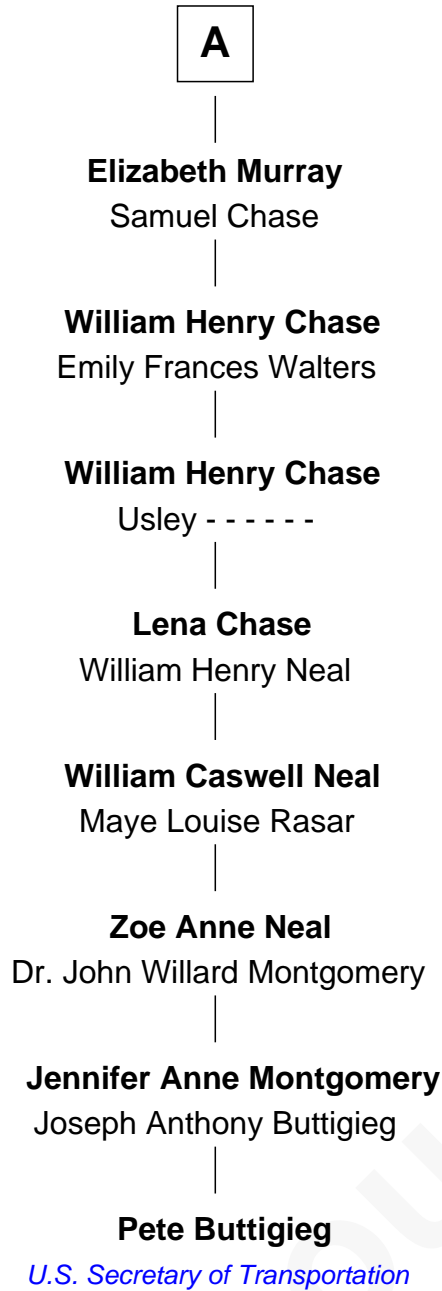 A
Elizabeth Murray
Samuel Chase
William Henry Chase
Emily Frances Walters
William Henry Chase
Usley - - - - - -
Lena Chase
William Henry Neal
William Caswell Neal
Maye Louise Rasar
Zoe Anne Neal
Dr. John Willard Montgomery
Jennifer Anne Montgomery
Joseph Anthony Buttigieg
Pete Buttigieg
U.S. Secretary of Transportation